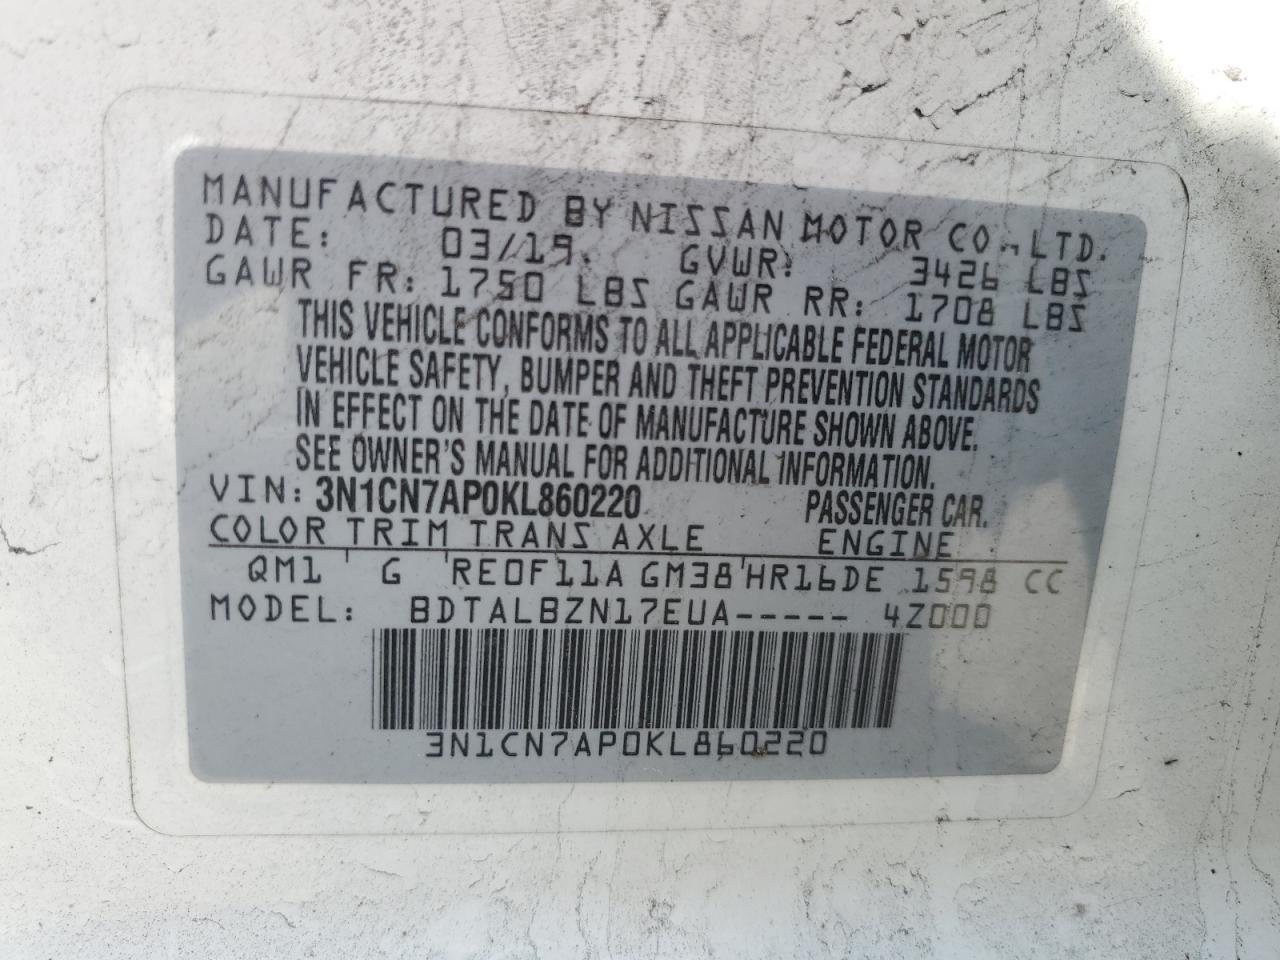 MANUFACTURED BY NISSAN MOTOR CO., LTD.
DATE: 03/19. GVWR: 3426 LBS
GAWR FR: 1750 LBS GAWR RR: 1708 LBS
THIS VEHICLE CONFORMS TO ALL APPLICABLE FEDERAL MOTOR
VEHICLE SAFETY, BUMPER AND THEFT PREVENTION STANDARDS
IN EFFECT ON THE DATE OF MANUFACTURE SHOWN ABOVE.
SEE OWNER'S MANUAL FOR ADDITIONAL INFORMATION.
VIN: 3N1CN7AP0KL860220 PASSENGER CAR.
COLOR TRIM TRANS AXLE ENGINE
QM1 G RE0F11A GM38 HR16DE 1598 CC
MODEL: BDTALBZN17EUA----- 4Z000
3N1CN7AP0KL860220